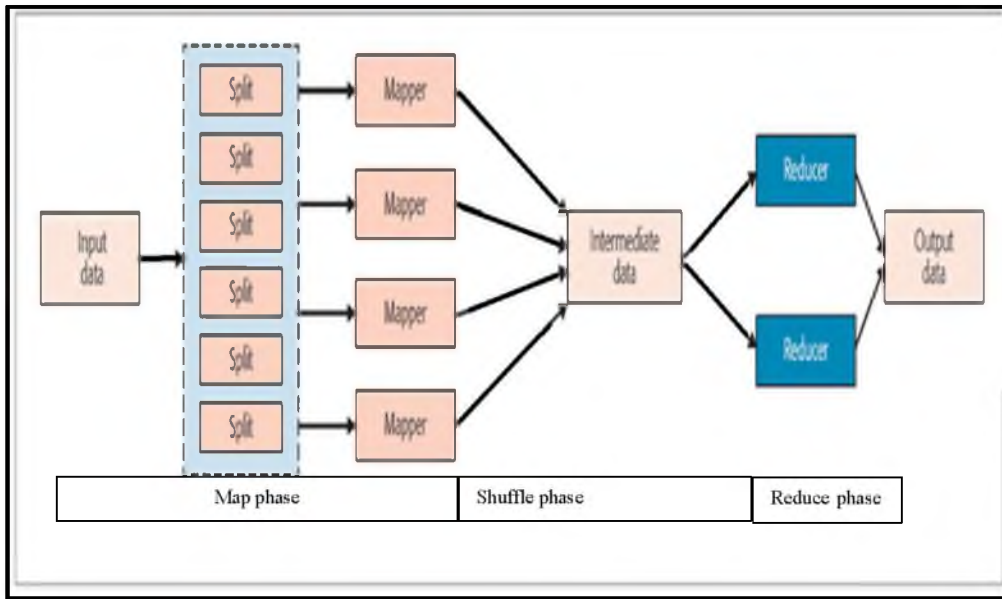 Input
data
Split
Split
Split
Split
Split
Split
Mapper
Mapper
Mapper
Mapper
Intermediate
data
Reducer
Reducer
Output
data
Map phase
Shuffle phase
Reduce phase